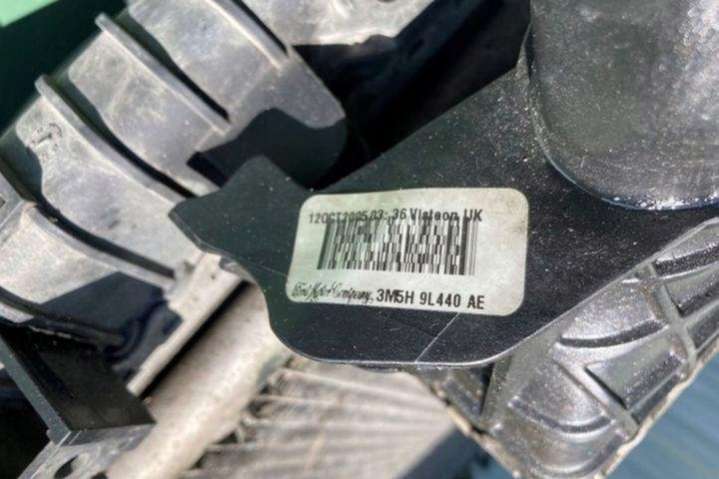 12OCT2005 03:36 Visteon UK
Ford Motor Company, 3M5H 9L440 AE